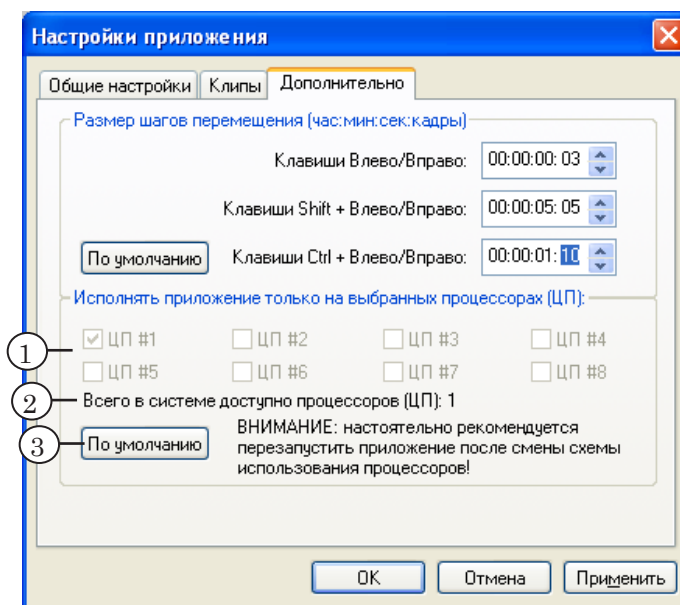 Настройки приложения
Общие настройки Клипы Дополнительно
Размер шагов перемещения (час:мин:сек:кадры)
Клавиши Влево/Вправо: 00:00:00: 03
Клавиши Shift + Влево/Вправо: 00:00:05: 05
По умолчанию Клавиши Ctrl + Влево/Вправо: 00:00:01: 10
Исполнять приложение только на выбранных процессорах (ЦП):
1 ЦП #1 ЦП #2 ЦП #3 ЦП #4
ЦП #5 ЦП #6 ЦП #7 ЦП #8
2 Всего в системе доступно процессоров (ЦП): 1
3 По умолчанию ВНИМАНИЕ: настоятельно рекомендуется
перезапустить приложение после смены схемы
использования процессоров!
OK Отмена Применить